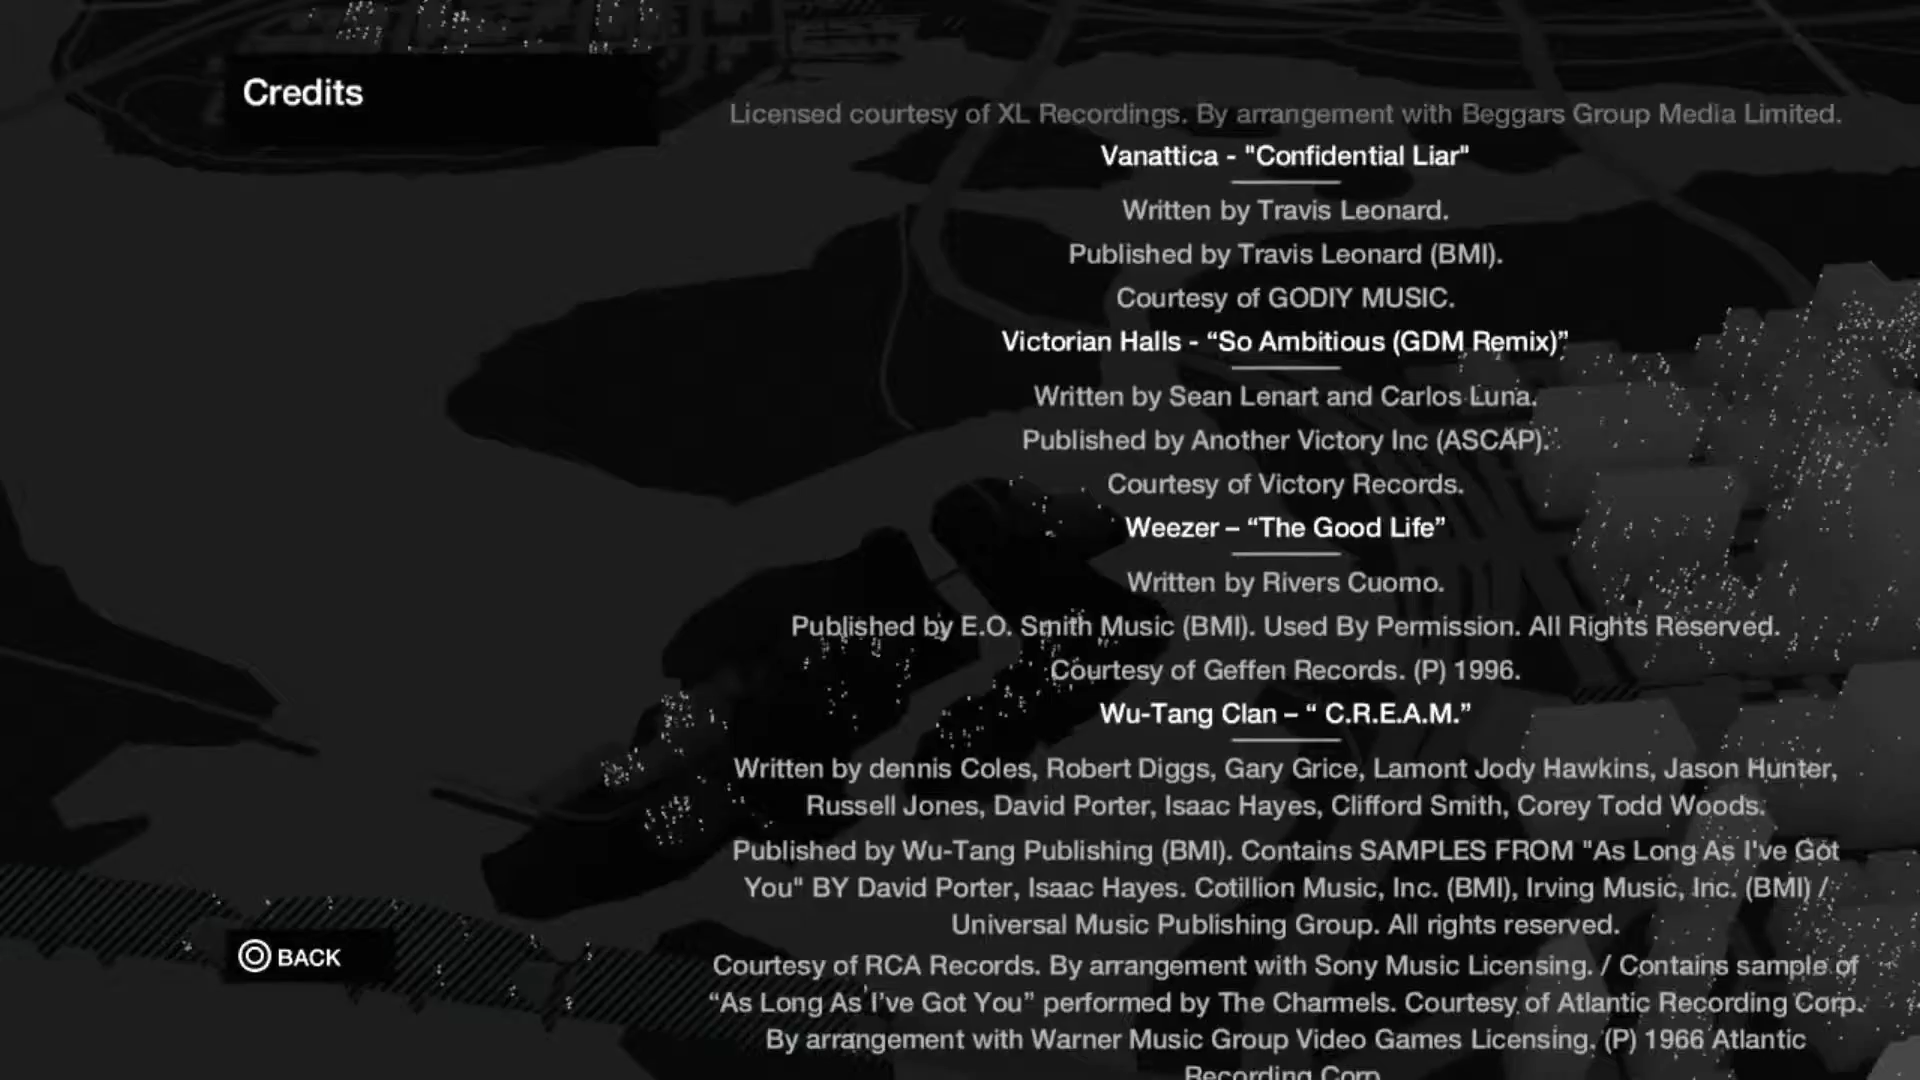 Credits
Licensed courtesy of XL Recordings. By arrangement with Beggars Group Media Limited.
Vanattica - "Confidential Liar"
Written by Travis Leonard.
Published by Travis Leonard (BMI).
Courtesy of GODIY MUSIC.
Victorian Halls - “So Ambitious (GDM Remix)”
Written by Sean Lenart and Carlos Luna.
Published by Another Victory Inc (ASCAP).
Courtesy of Victory Records.
Weezer – “The Good Life”
Written by Rivers Cuomo.
Published by E.O. Smith Music (BMI). Used By Permission. All Rights Reserved.
Courtesy of Geffen Records. (P) 1996.
Wu-Tang Clan – “ C.R.E.A.M.”
Written by dennis Coles, Robert Diggs, Gary Grice, Lamont Jody Hawkins, Jason Hunter,
Russell Jones, David Porter, Isaac Hayes, Clifford Smith, Corey Todd Woods.
Published by Wu-Tang Publishing (BMI). Contains SAMPLES FROM "As Long As I've Got
You" BY David Porter, Isaac Hayes. Cotillion Music, Inc. (BMI), Irving Music, Inc. (BMI) /
Universal Music Publishing Group. All rights reserved.
Courtesy of RCA Records. By arrangement with Sony Music Licensing. / Contains sample of
“As Long As I’ve Got You” performed by The Charmels. Courtesy of Atlantic Recording Corp.
By arrangement with Warner Music Group Video Games Licensing. (P) 1966 Atlantic
Recording Corp
BACK